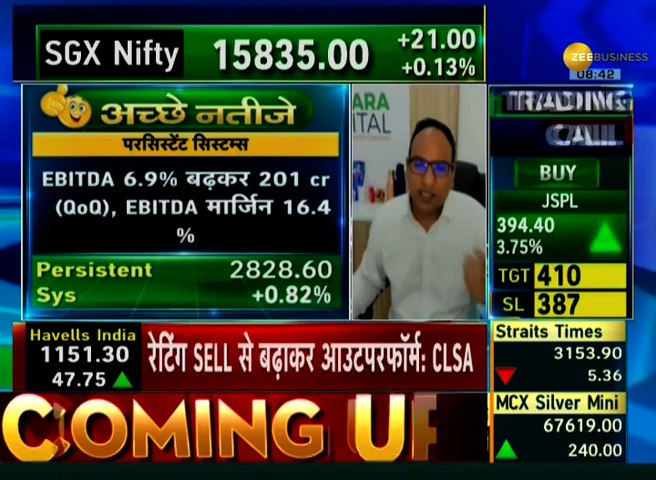 SGX Nifty 15835.00 +21.00
+0.13%
ZEEBUSINESS
08:42
अच्छे नतीजे
परसिस्टेंट सिस्टम्स
EBITDA 6.9% बढ़कर 201 cr
(QoQ), EBITDA मार्जिन 16.4
%
Persistent 2828.60
Sys +0.82%
ARA
ITAL
TRADING
CALL
BUY
JSPL
394.40
3.75%
TGT 410
SL 387
Havells India
1151.30
47.75
रेटिंग SELL से बढ़ाकर आउटपरफॉर्म: CLSA
Straits Times
3153.90
5.36
MCX Silver Mini
67619.00
240.00
COMING UP